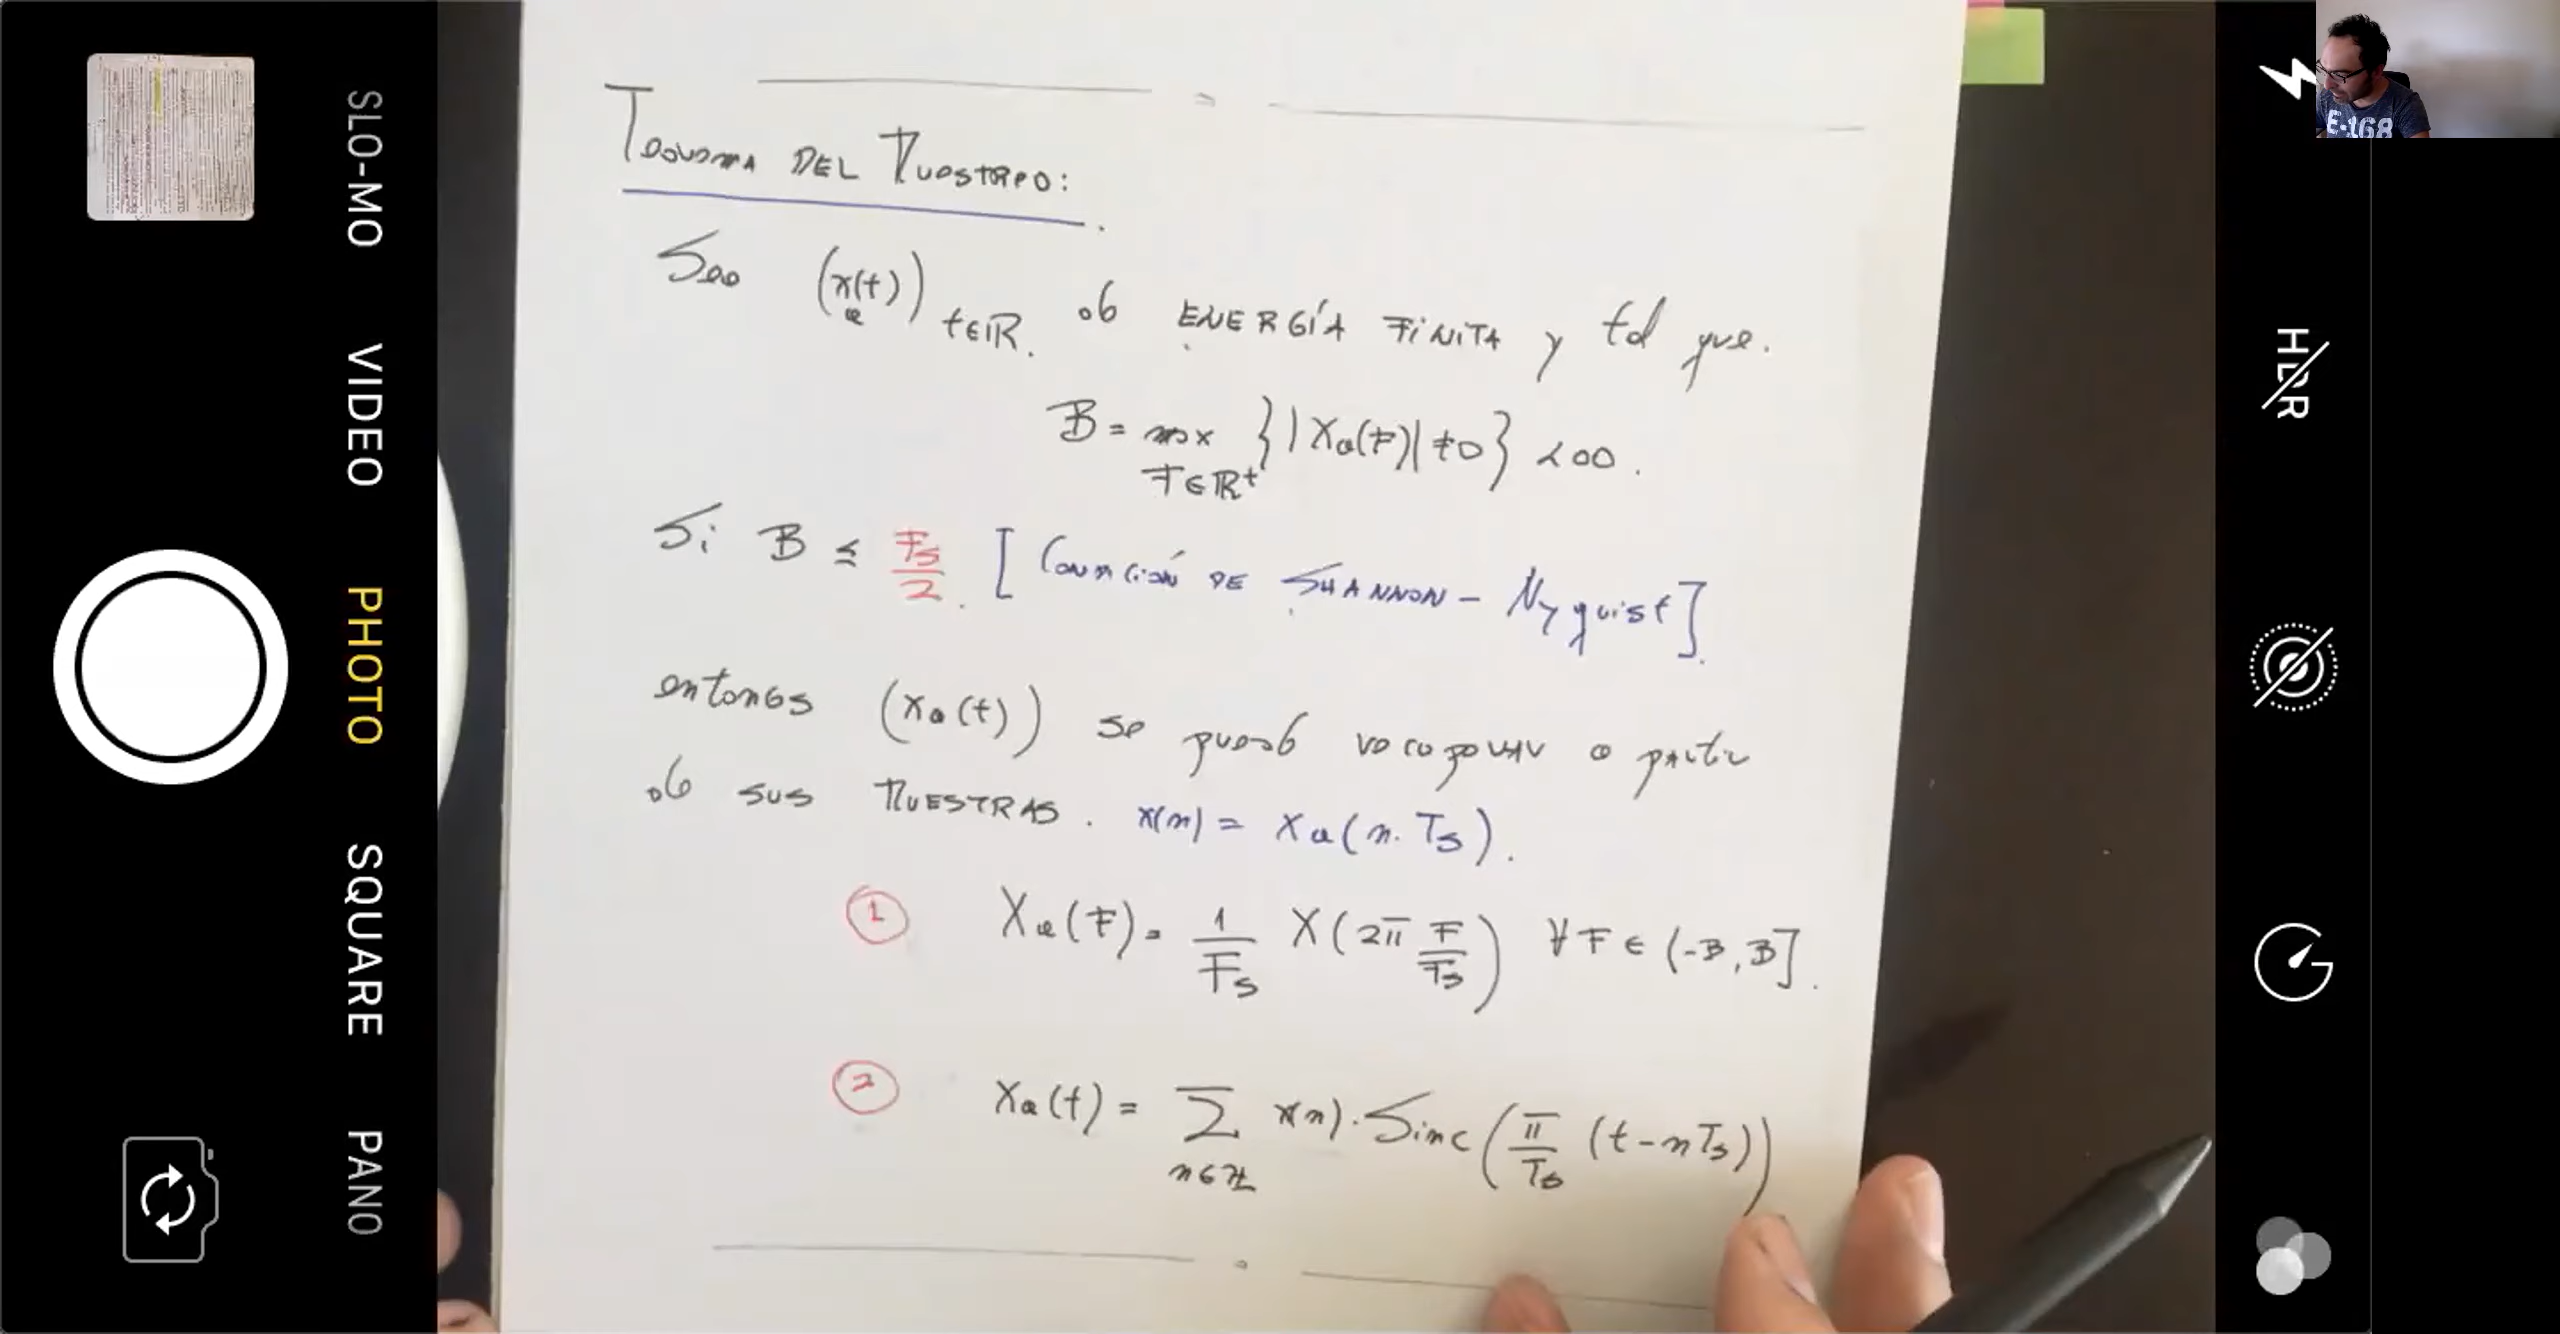 SLO-MO
VIDEO
PHOTO
SQUARE
PANO
HDR
E-168
Teorema DEL Muestreo:
Sea (xa(t)) t∈ℝ. de ENERGÍA FINITA y tal que.
B = max {|Xa(F)| ≠ 0} < ∞.
F∈ℝ+
Si B ≤ Fs/2. [Condición DE SHANNON - Nyquist].
entonces (xa(t)) se puede recuperar a partir
de sus MUESTRAS. x(n) = xa(n.Ts).
① Xa(F) = 1/Fs X(2π F/Fs) ∀F ∈ (-B, B].
② xa(t) = Σ x(n). Sinc(π/Ts (t - nTs))
n∈ℤ